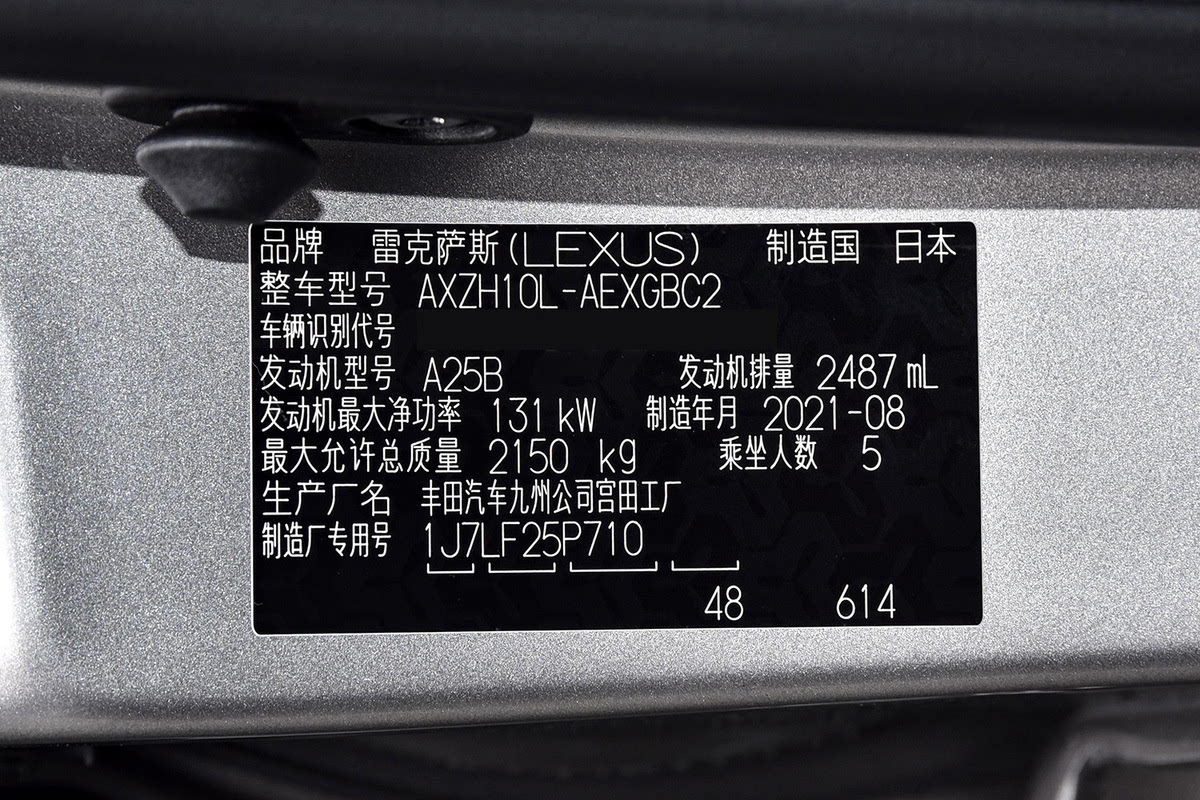 品牌 雷克萨斯(LEXUS) 制造国 日本
整车型号 AXZH10L-AEXGBC2
车辆识别代号
发动机型号 A25B 发动机排量 2487 mL
发动机最大净功率 131 kW 制造年月 2021-08
最大允许总质量 2150 kg 乘坐人数 5
生产厂名 丰田汽车九州公司宫田工厂
制造厂专用号 1J7LF25P710
48 614